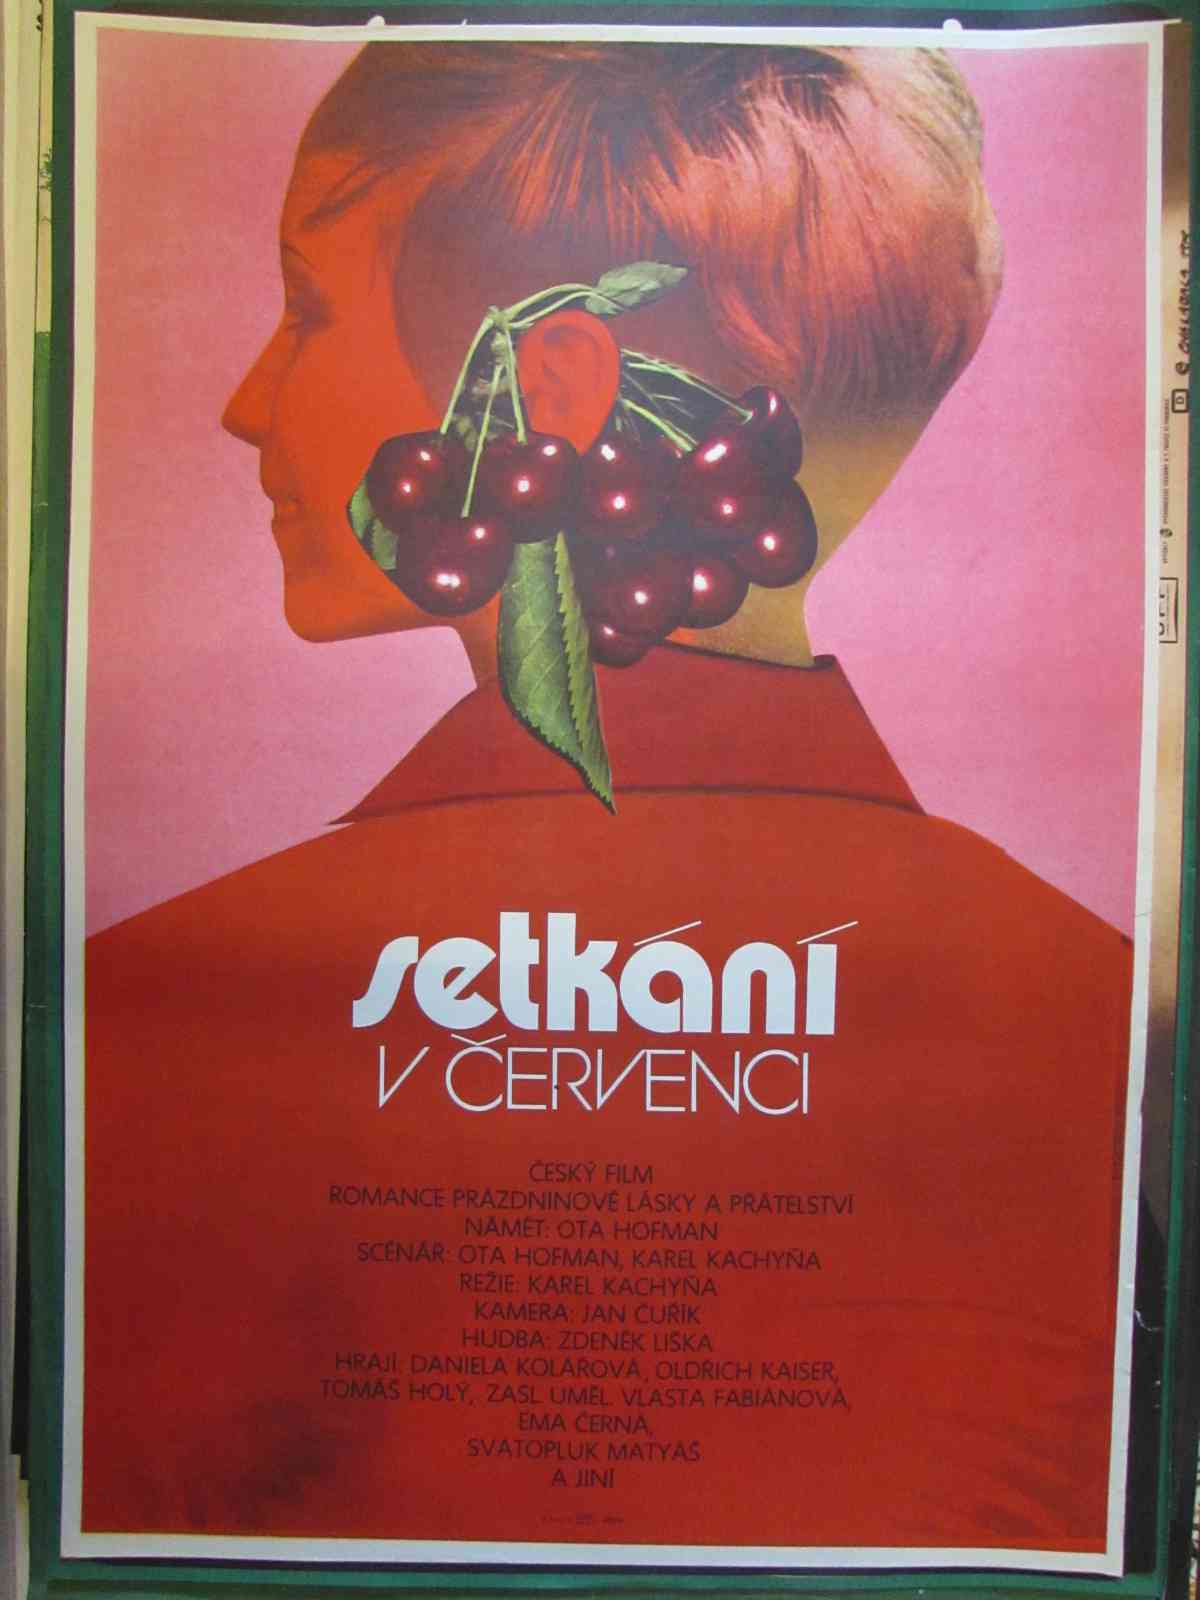 setkání
V ČERVENCI
ČESKÝ FILM
ROMANCE PRÁZDNINOVÉ LÁSKY A PŘÁTELSTVÍ
NÁMĚT: OTA HOFMAN
SCÉNÁŘ: OTA HOFMAN, KAREL KACHYŇA
REŽIE: KAREL KACHYŇA
KAMERA: JAN ČUŘÍK
HUDBA: ZDENĚK LIŠKA
HRAJÍ: DANIELA KOLÁŘOVÁ, OLDŘICH KAISER,
TOMÁŠ HOLÝ, ZASL. UMĚL. VLASTA FABIÁNOVÁ,
EMA ČERNÁ,
SVATOPLUK MATYÁŠ
A JINÍ